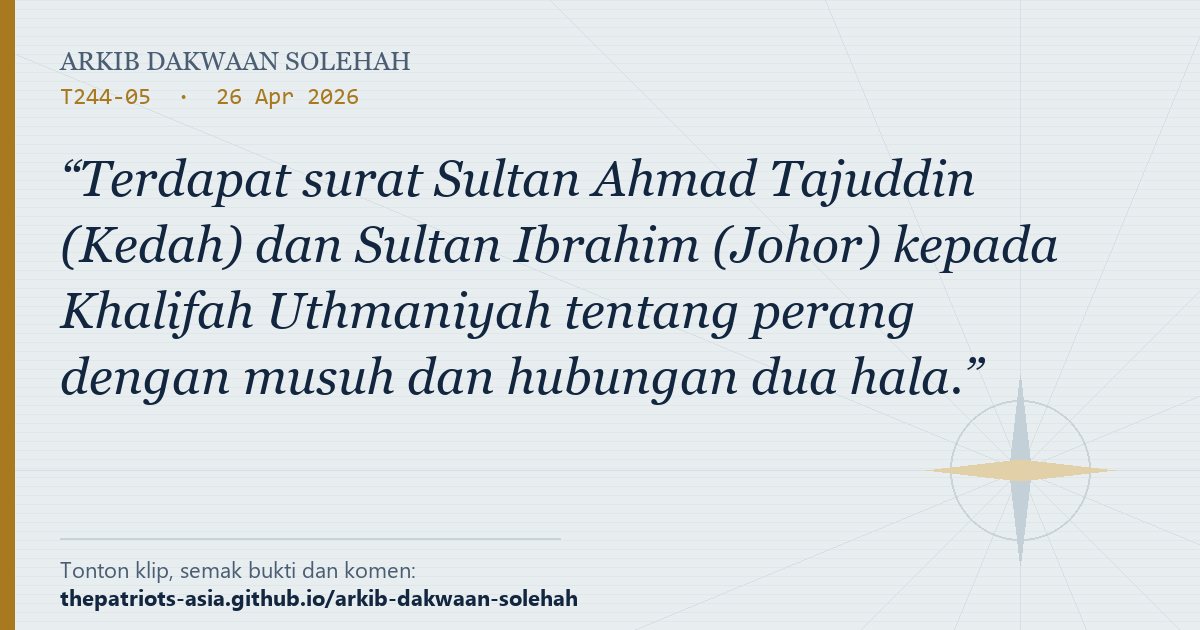 ARKIB DAKWAAN SOLEHAH
T244-05 · 26 Apr 2026
“Terdapat surat Sultan Ahmad Tajuddin
(Kedah) dan Sultan Ibrahim (Johor) kepada
Khalifah Uthmaniyah tentang perang
dengan musuh dan hubungan dua hala.”
Tonton klip, semak bukti dan komen:
thepatriots-asia.github.io/arkib-dakwaan-solehah